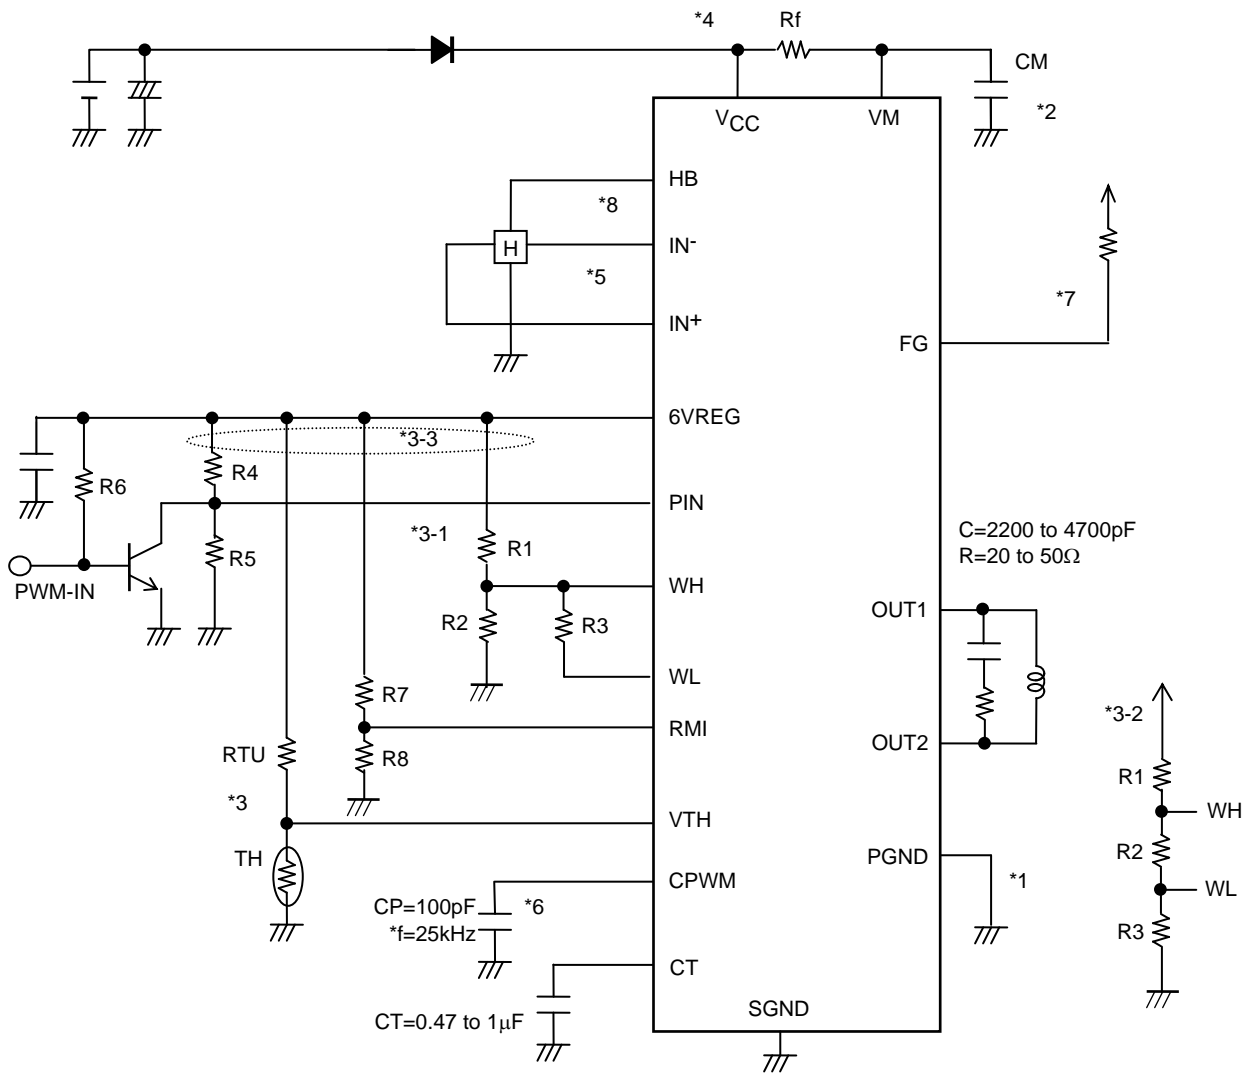 *4
Rf
CM
*2
VCC
VM
HB
*8
H
IN-
*5
IN+
*7
FG
6VREG
*3-3
R4
R6
PIN
*3-1
R1
R5
PWM-IN
C=2200 to 4700pF
R=20 to 50Ω
WH
R2
R3
OUT1
WL
R7
RMI
*3-2
OUT2
RTU
R8
R1
*3
VTH
WH
TH
PGND
R2
*1
CPWM
WL
CP=100pF
*6
*f=25kHz
R3
CT
SGND
CT=0.47 to 1μF